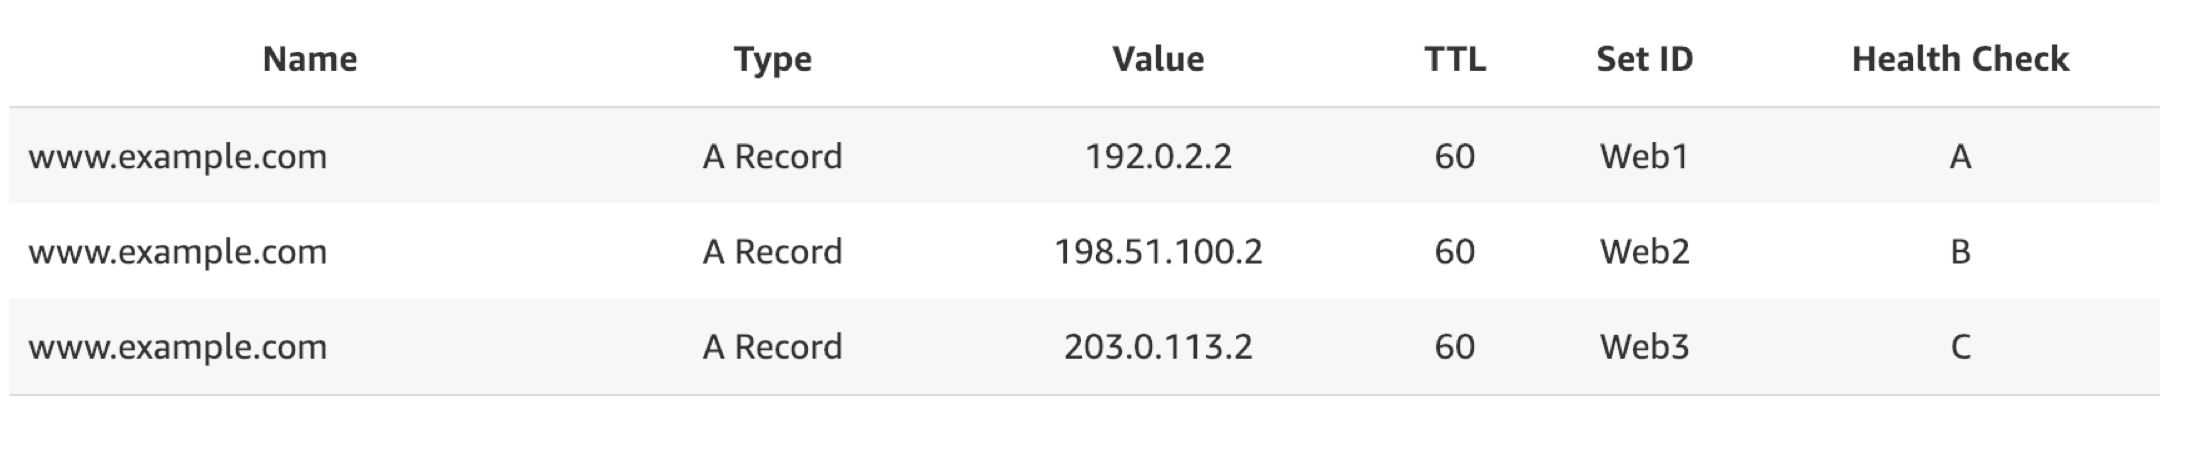 Name Type Value TTL Set ID Health Check
www.example.com A Record 192.0.2.2 60 Web1 A
www.example.com A Record 198.51.100.2 60 Web2 B
www.example.com A Record 203.0.113.2 60 Web3 C